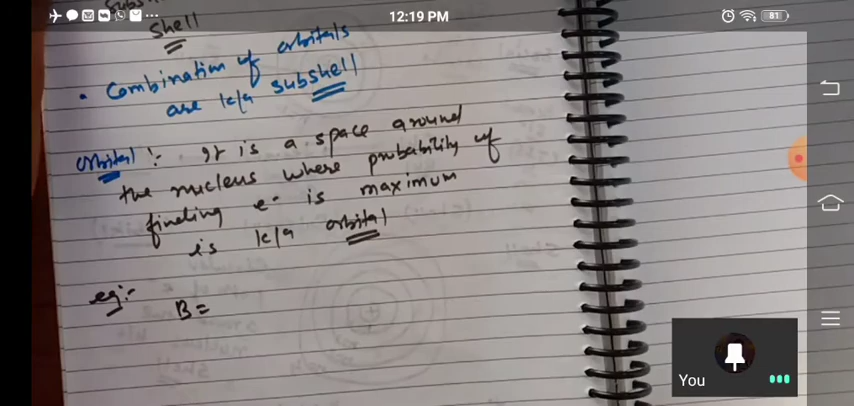 12:19 PM
81
shell
• Combination of orbitals
are k/a subshell
orbital :- It is a space around
the nucleus where probability of
finding e- is maximum
is k/a orbital
eg:-
B=
You